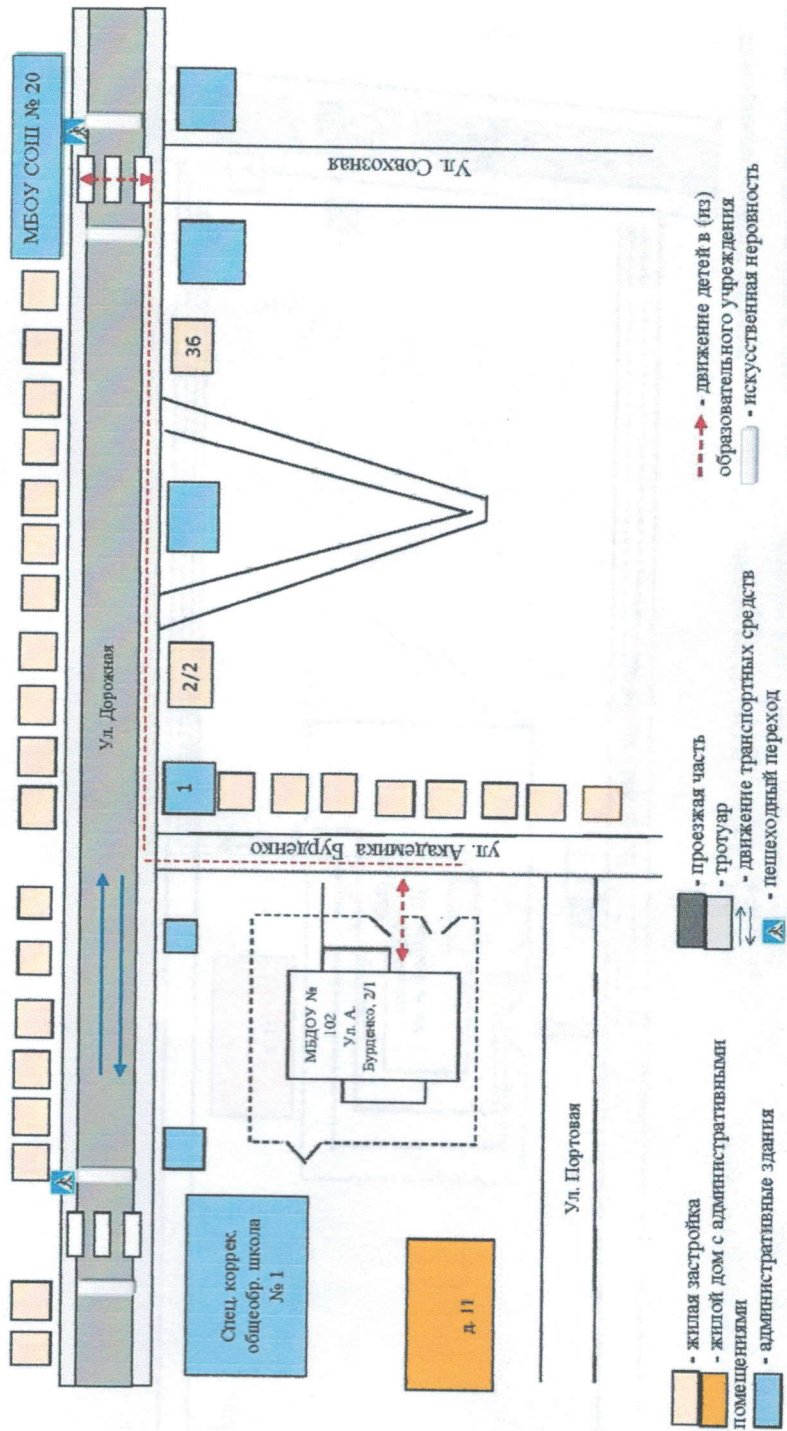 МБОУ СОШ № 20
Ул. Дорожная
Ул. Совхозная
36
2/2
1
ул. Академика Бурденко
МБДОУ №
102
Ул. А.
Бурденко, 2/1
Спец. коррек.
общеобр. школа
№ 1
д. 11
Ул. Портовая
- жилая застройка
- жилой дом с административными
помещениями
- административные здания
- проезжая часть
- тротуар
- движение транспортных средств
- пешеходный переход
- движение детей в (из)
образовательного учреждения
- искусственная неровность